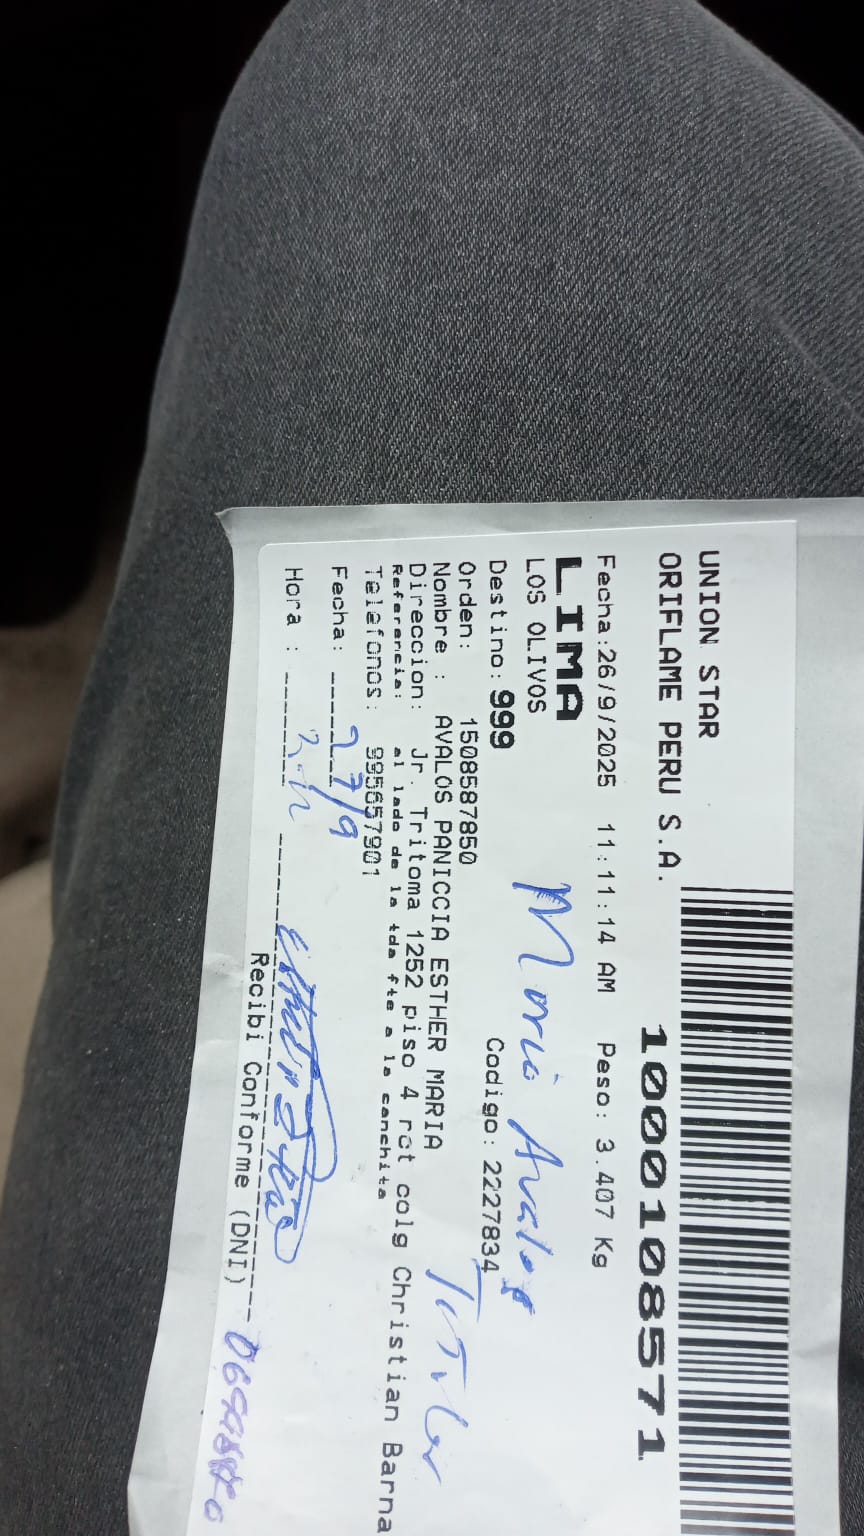 UNION STAR
ORIFLAME PERU S.A.
1000108571
Fecha:26/9/2025 11:11:14 AM Peso: 3.407 Kg
LIMA
LOS OLIVOS
Maria Avalos
Destino: 999 Codigo: 2227834
Orden: 1508587850
Nombre : AVALOS PANICCIA ESTHER MARIA
Titular
Direccion: Jr. Tritoma 1252 piso 4 rct colg Christian Barna
Referencia: al lado de la tda fte a la canchita
Telefonos: 995657901
Fecha: 27/9
Hora :
Recibi Conforme (DNI)